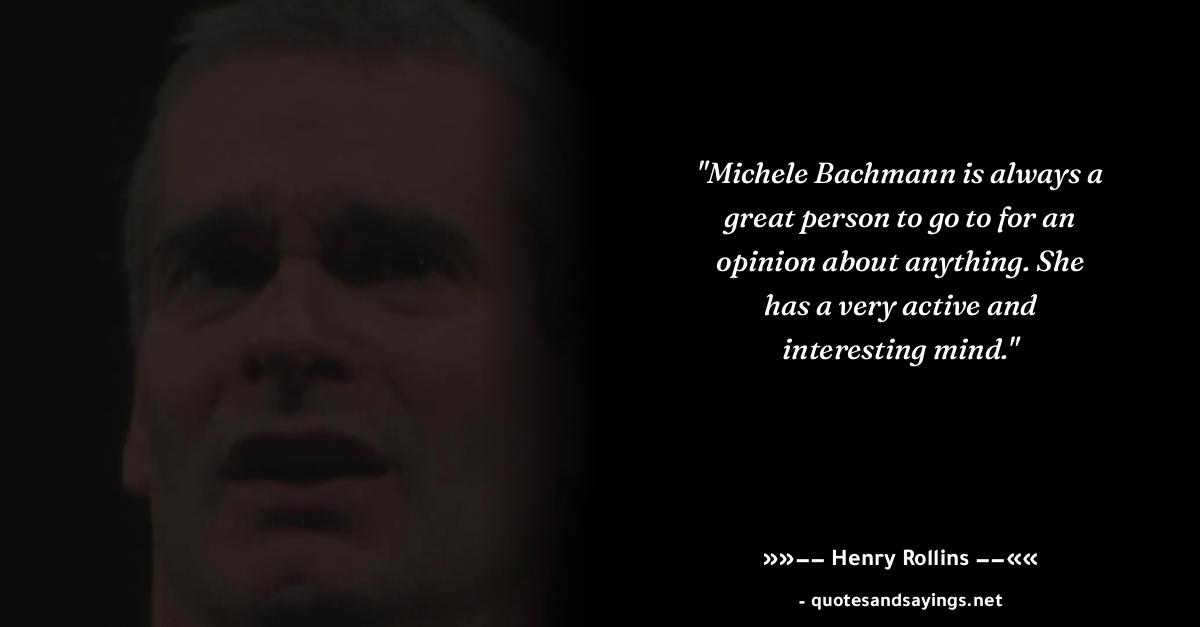 "Michele Bachmann is always a
great person to go to for an
opinion about anything. She
has a very active and
interesting mind."
»»−− Henry Rollins −−««
- quotesandsayings.net